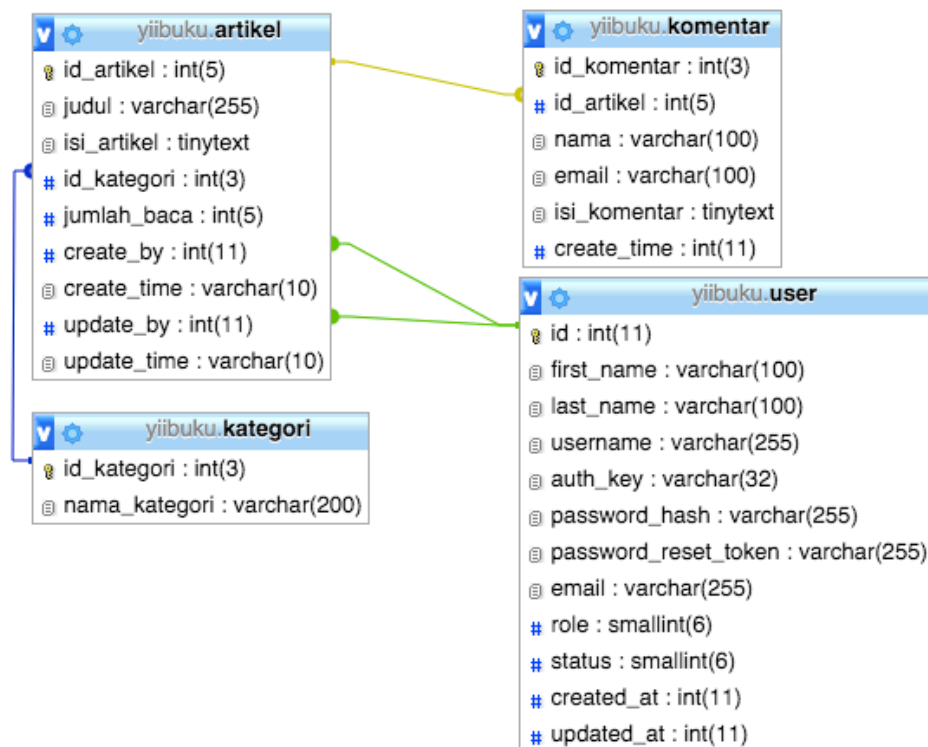 yiibuku.artikel
id_artikel : int(5)
judul : varchar(255)
isi_artikel : tinytext
id_kategori : int(3)
jumlah_baca : int(5)
create_by : int(11)
create_time : varchar(10)
update_by : int(11)
update_time : varchar(10)
yiibuku.kategori
id_kategori : int(3)
nama_kategori : varchar(200)
yiibuku.komentar
id_komentar : int(3)
id_artikel : int(5)
nama : varchar(100)
email : varchar(100)
isi_komentar : tinytext
create_time : int(11)
yiibuku.user
id : int(11)
first_name : varchar(100)
last_name : varchar(100)
username : varchar(255)
auth_key : varchar(32)
password_hash : varchar(255)
password_reset_token : varchar(255)
email : varchar(255)
role : smallint(6)
status : smallint(6)
created_at : int(11)
updated_at : int(11)